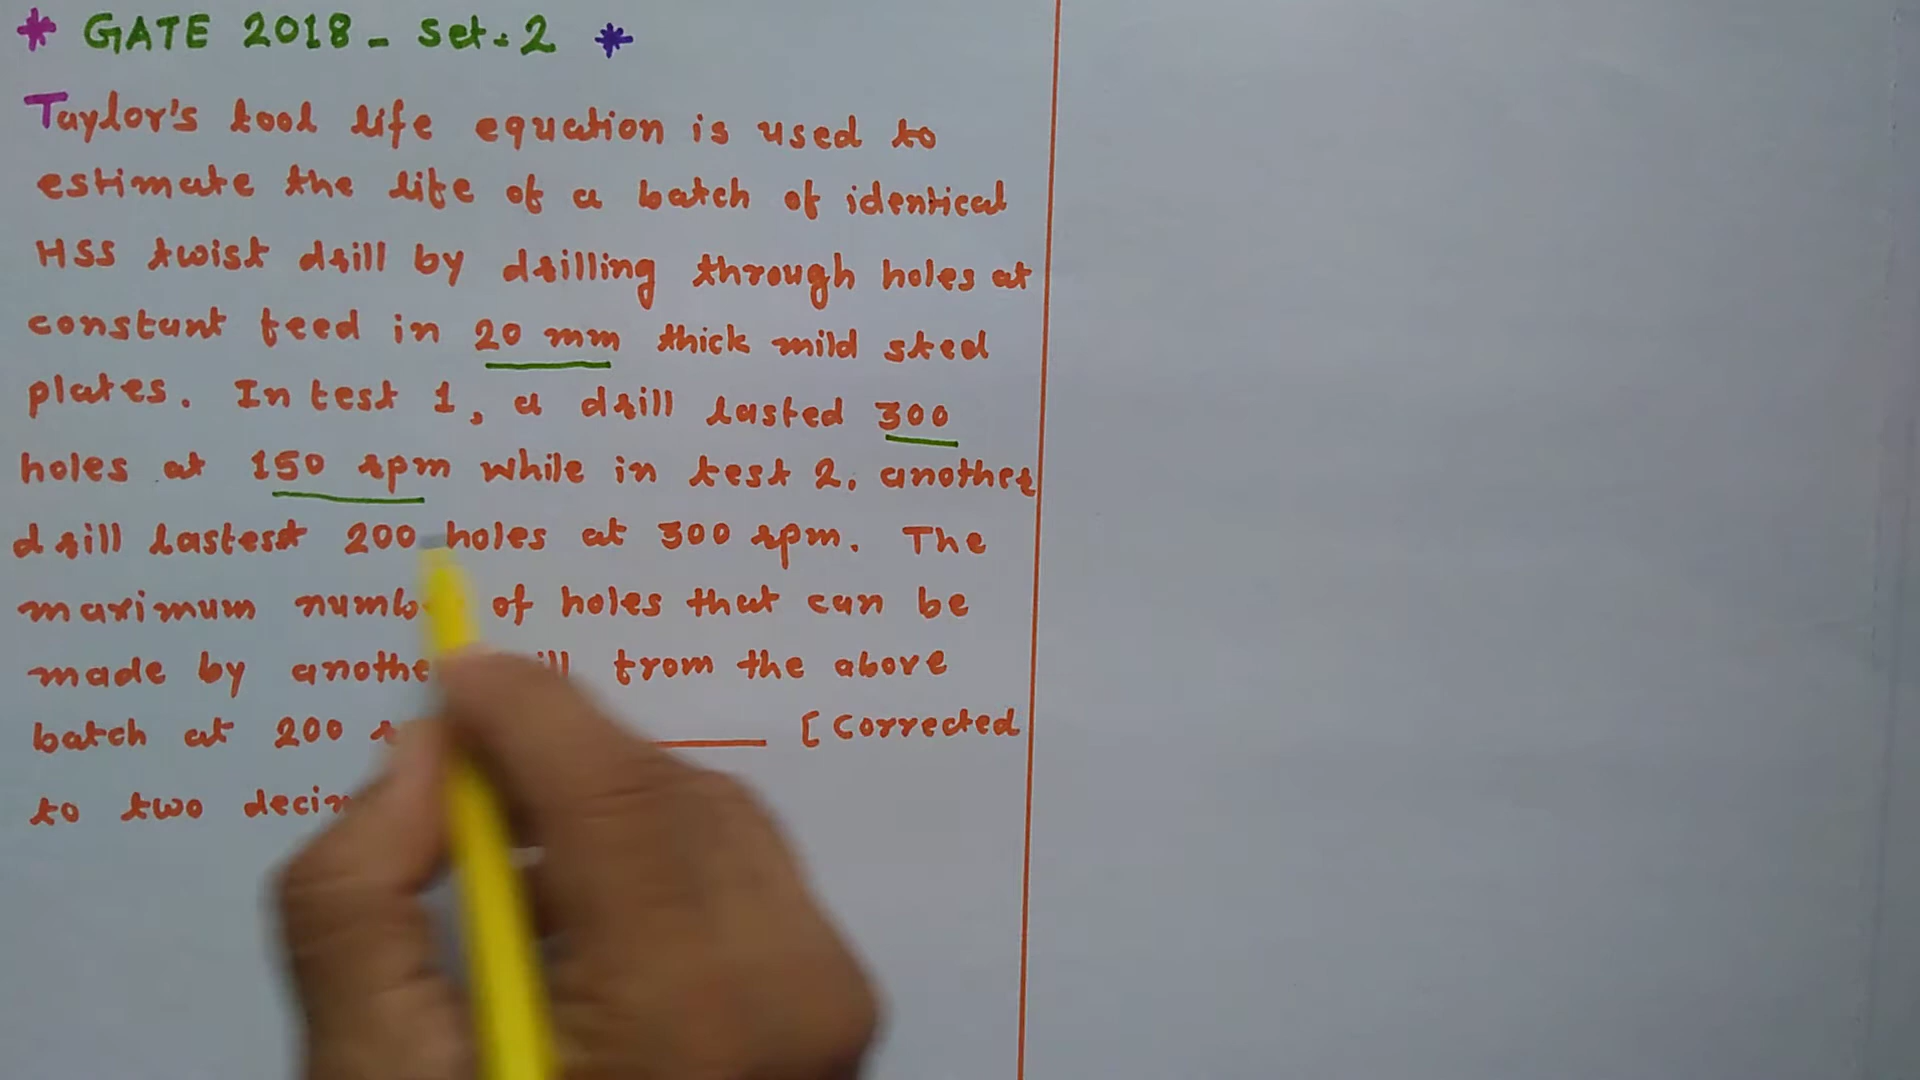 * GATE 2018 - Set-2 *
Taylor's tool life equation is used to
estimate the life of a batch of identical
HSS twist drill by drilling through holes at
constant feed in 20 mm thick mild steel
plates. In test 1, a drill lasted 300
holes at 150 rpm while in test 2, another
drill lastest 200 holes at 300 rpm. The
maximum of holes that can be
made by from the above
batch at 200 [Corrected
to two